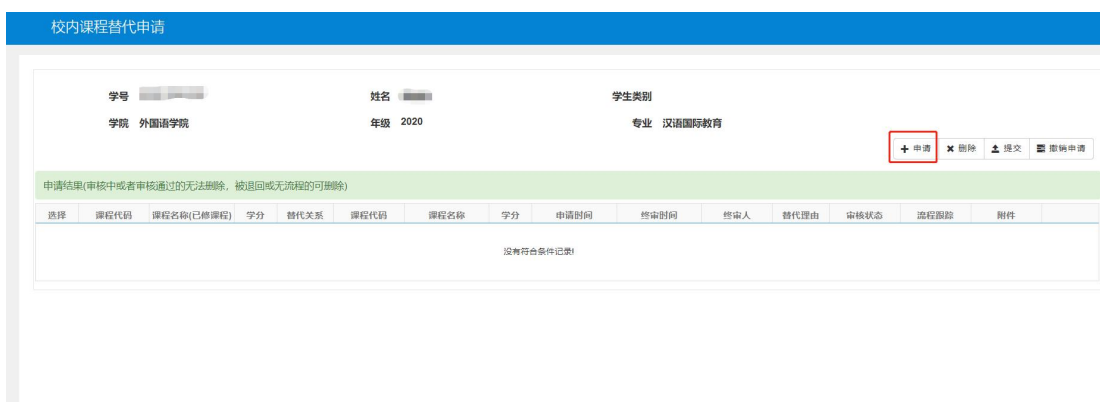 校内课程替代申请
学号 姓名 学生类别
学院 外国语学院 年级 2020 专业 汉语国际教育
申请 删除 提交 撤销申请
申请结果(审核中或者审核通过的无法删除，被退回或无流程的可删除)
选择 课程代码 课程名称(已修课程) 学分 替代关系 课程代码 课程名称 学分 申请时间 终审时间 终审人 替代理由 审核状态 流程跟踪 附件
没有符合条件记录!